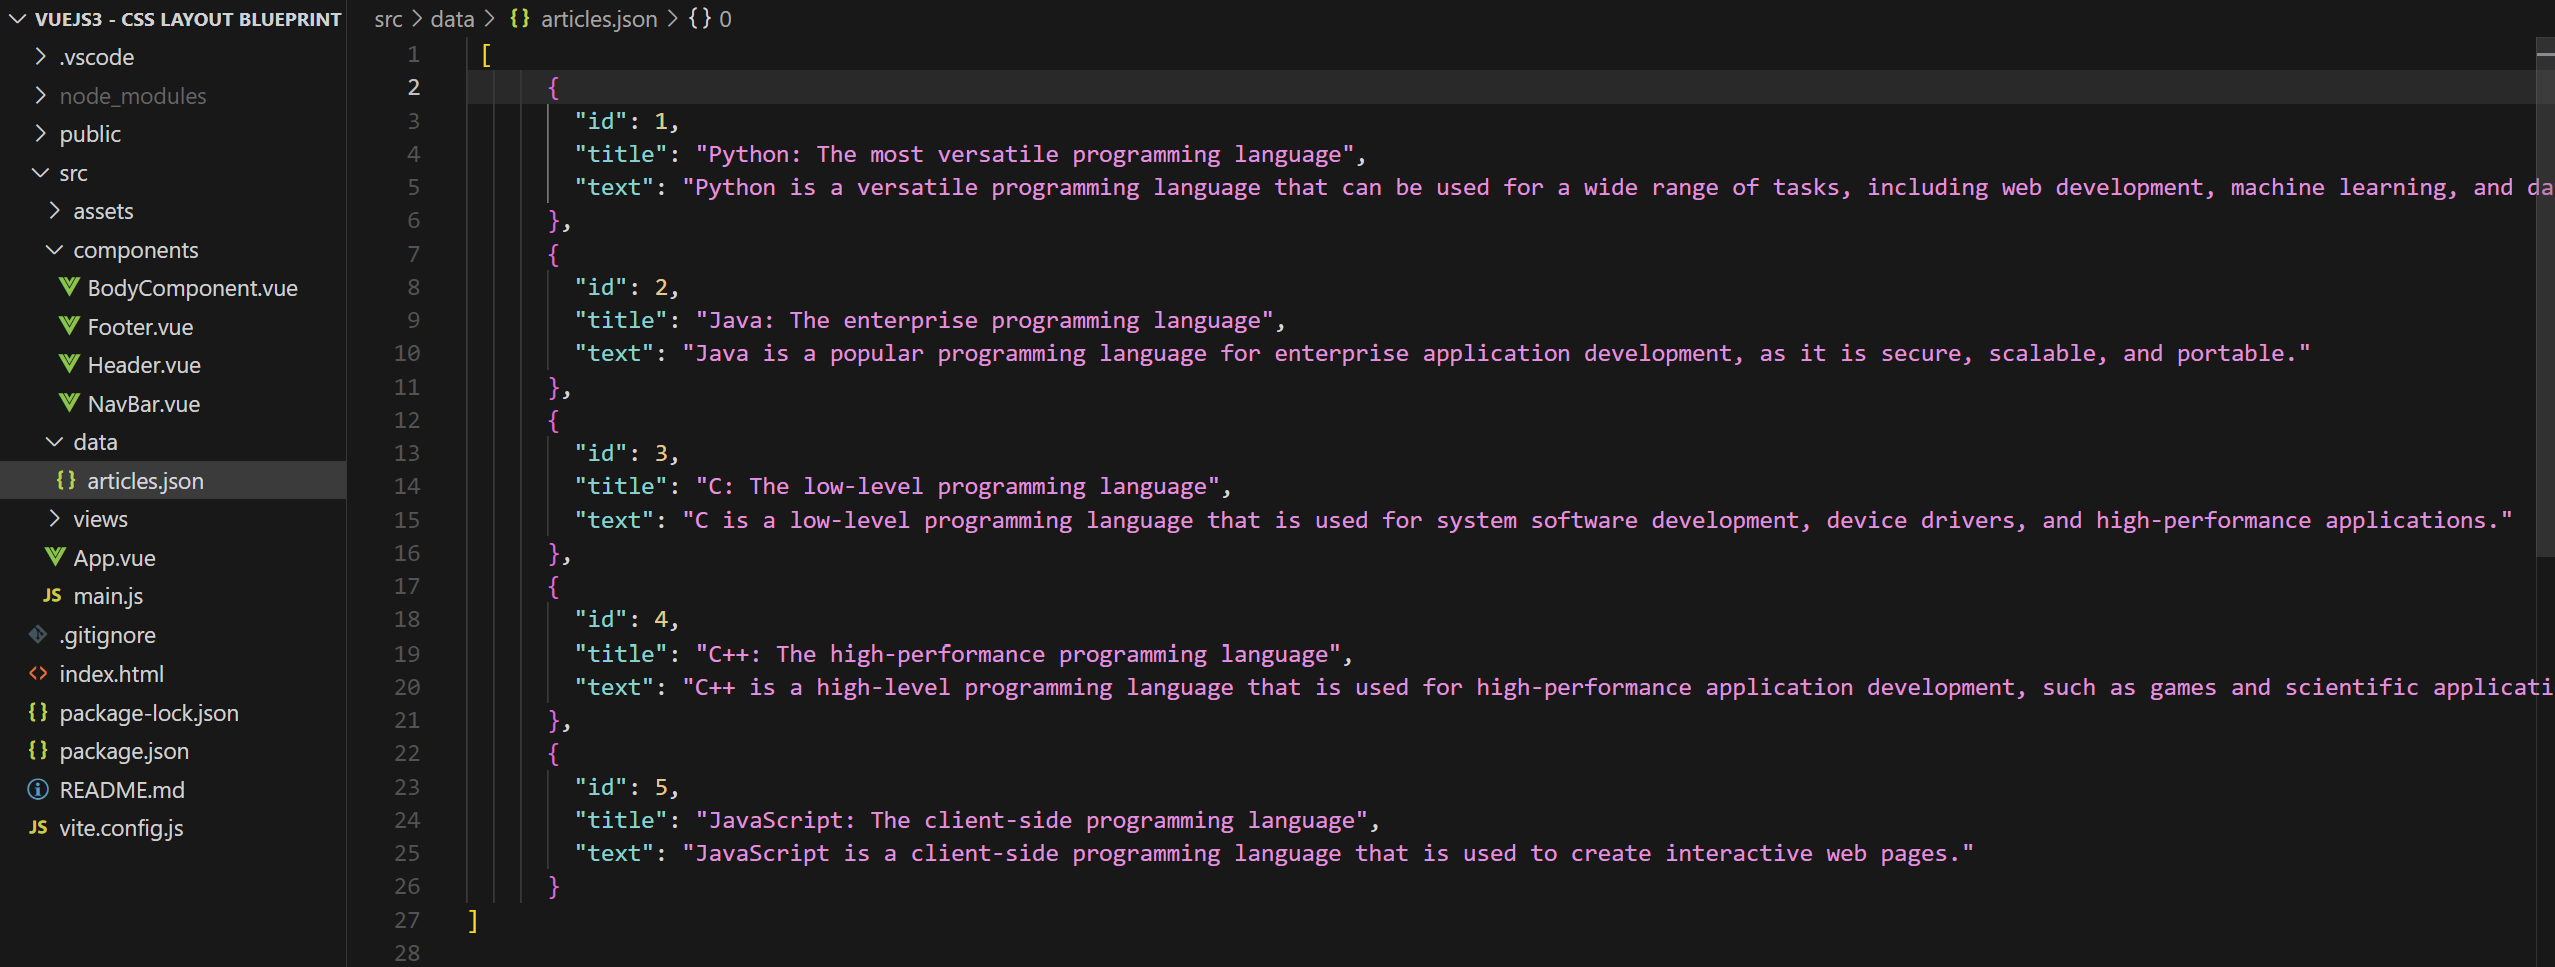 VUEJS3 - CSS LAYOUT BLUEPRINT
.vscode
node_modules
public
src
assets
components
BodyComponent.vue
Footer.vue
Header.vue
NavBar.vue
data
{} articles.json
views
App.vue
JS main.js
.gitignore
<> index.html
{} package-lock.json
{} package.json
README.md
JS vite.config.js
src > data > {} articles.json > {} 0
1 [
2 {
3 "id": 1,
4 "title": "Python: The most versatile programming language",
5 "text": "Python is a versatile programming language that can be used for a wide range of tasks, including web development, machine learning, and da
6 },
7 {
8 "id": 2,
9 "title": "Java: The enterprise programming language",
10 "text": "Java is a popular programming language for enterprise application development, as it is secure, scalable, and portable."
11 },
12 {
13 "id": 3,
14 "title": "C: The low-level programming language",
15 "text": "C is a low-level programming language that is used for system software development, device drivers, and high-performance applications."
16 },
17 {
18 "id": 4,
19 "title": "C++: The high-performance programming language",
20 "text": "C++ is a high-level programming language that is used for high-performance application development, such as games and scientific applicati
21 },
22 {
23 "id": 5,
24 "title": "JavaScript: The client-side programming language",
25 "text": "JavaScript is a client-side programming language that is used to create interactive web pages."
26 }
27 ]
28